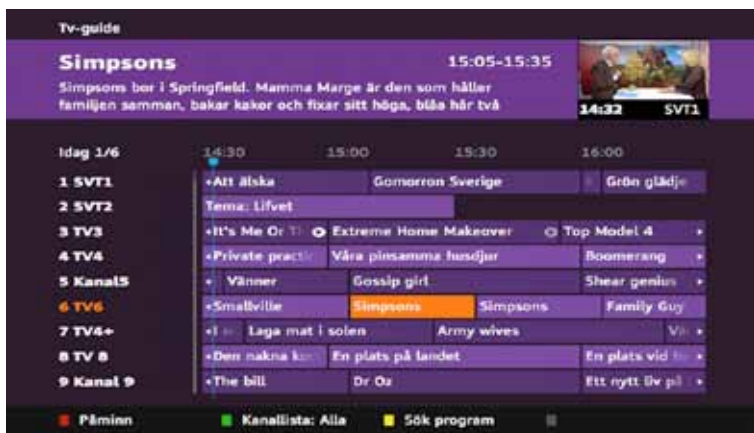 Tv-guide
Simpsons 15:05-15:35
Simpsons bor i Springfield. Mamma Marge är den som håller
familjen samman, bakar kakor och fixar sitt höga, blåa hår två
14:32 SVT1
Idag 1/6 14:30 15:00 15:30 16:00
1 SVT1 Att älska Gomorron Sverige Grön glädje
2 SVT2 Tema: Lifvet
3 TV3 It's Me Or Extreme Home Makeover Top Model 4
4 TV4 Private Våra pinsamma husdjur Boomerang
5 Kanal5 Vänner Gossip girl Shear genius
6 TV6 Smallville Simpsons Simpsons Family Guy
7 TV4+ Laga mat i solen Army wives
8 TV 8 Den nakna En plats på landet En plats vid
9 Kanal 9 The bill Dr Oz Ett nytt liv på
Påminn Kanallista: Alla Sök program